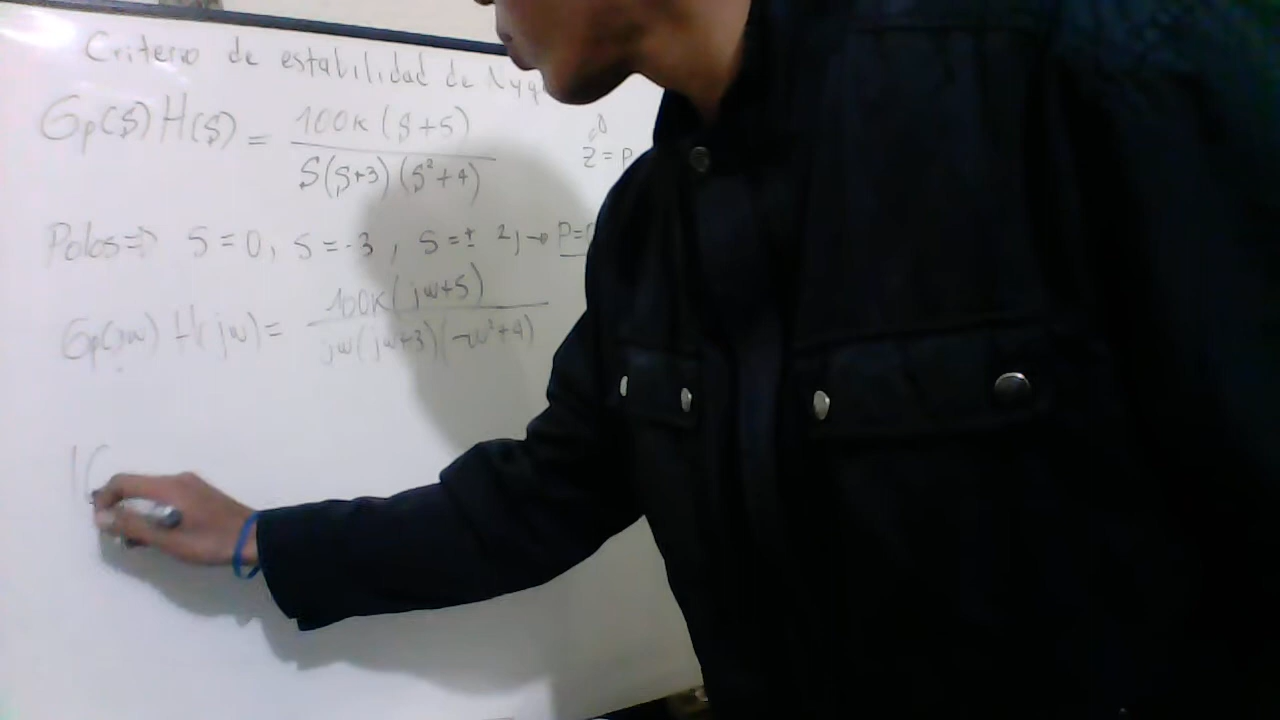 Criterio de estabilidad de Nyq
Gp(s) H(s) = 100K(s+5) / S(s+3)(s²+4)
Z = P
0
Polos => S=0, S=-3, S=± 2j → P=
Gp(jw) H(jw) = 100K(jw+5) / jw(jw+3)(-w²+4)
|G